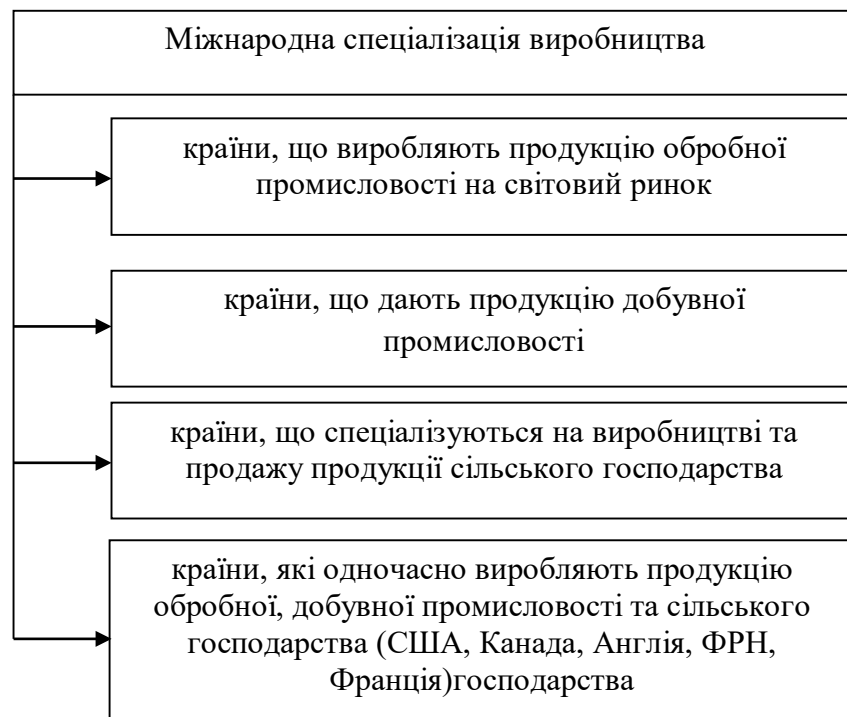 Міжнародна спеціалізація виробництва
країни, що виробляють продукцію обробної
промисловості на світовий ринок
країни, що дають продукцію добувної
промисловості
країни, що спеціалізуються на виробництві та
продажу продукції сільського господарства
країни, які одночасно виробляють продукцію
обробної, добувної промисловості та сільського
господарства (США, Канада, Англія, ФРН,
Франція)господарства